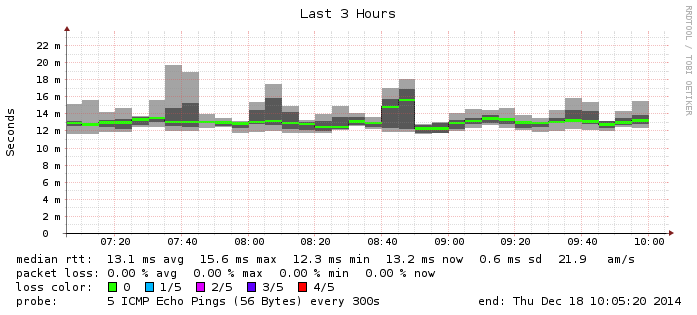 Last 3 Hours
RRDTOOL / TOBI OETIKER
Seconds
22 m
20 m
18 m
16 m
14 m
12 m
10 m
8 m
6 m
4 m
2 m
0
07:20 07:40 08:00 08:20 08:40 09:00 09:20 09:40 10:00
median rtt: 13.1 ms avg 15.6 ms max 12.3 ms min 13.2 ms now 0.6 ms sd 21.9 am/s
packet loss: 0.00 % avg 0.00 % max 0.00 % min 0.00 % now
loss color: 0 1/5 2/5 3/5 4/5
probe: 5 ICMP Echo Pings (56 Bytes) every 300s end: Thu Dec 18 10:05:20 2014